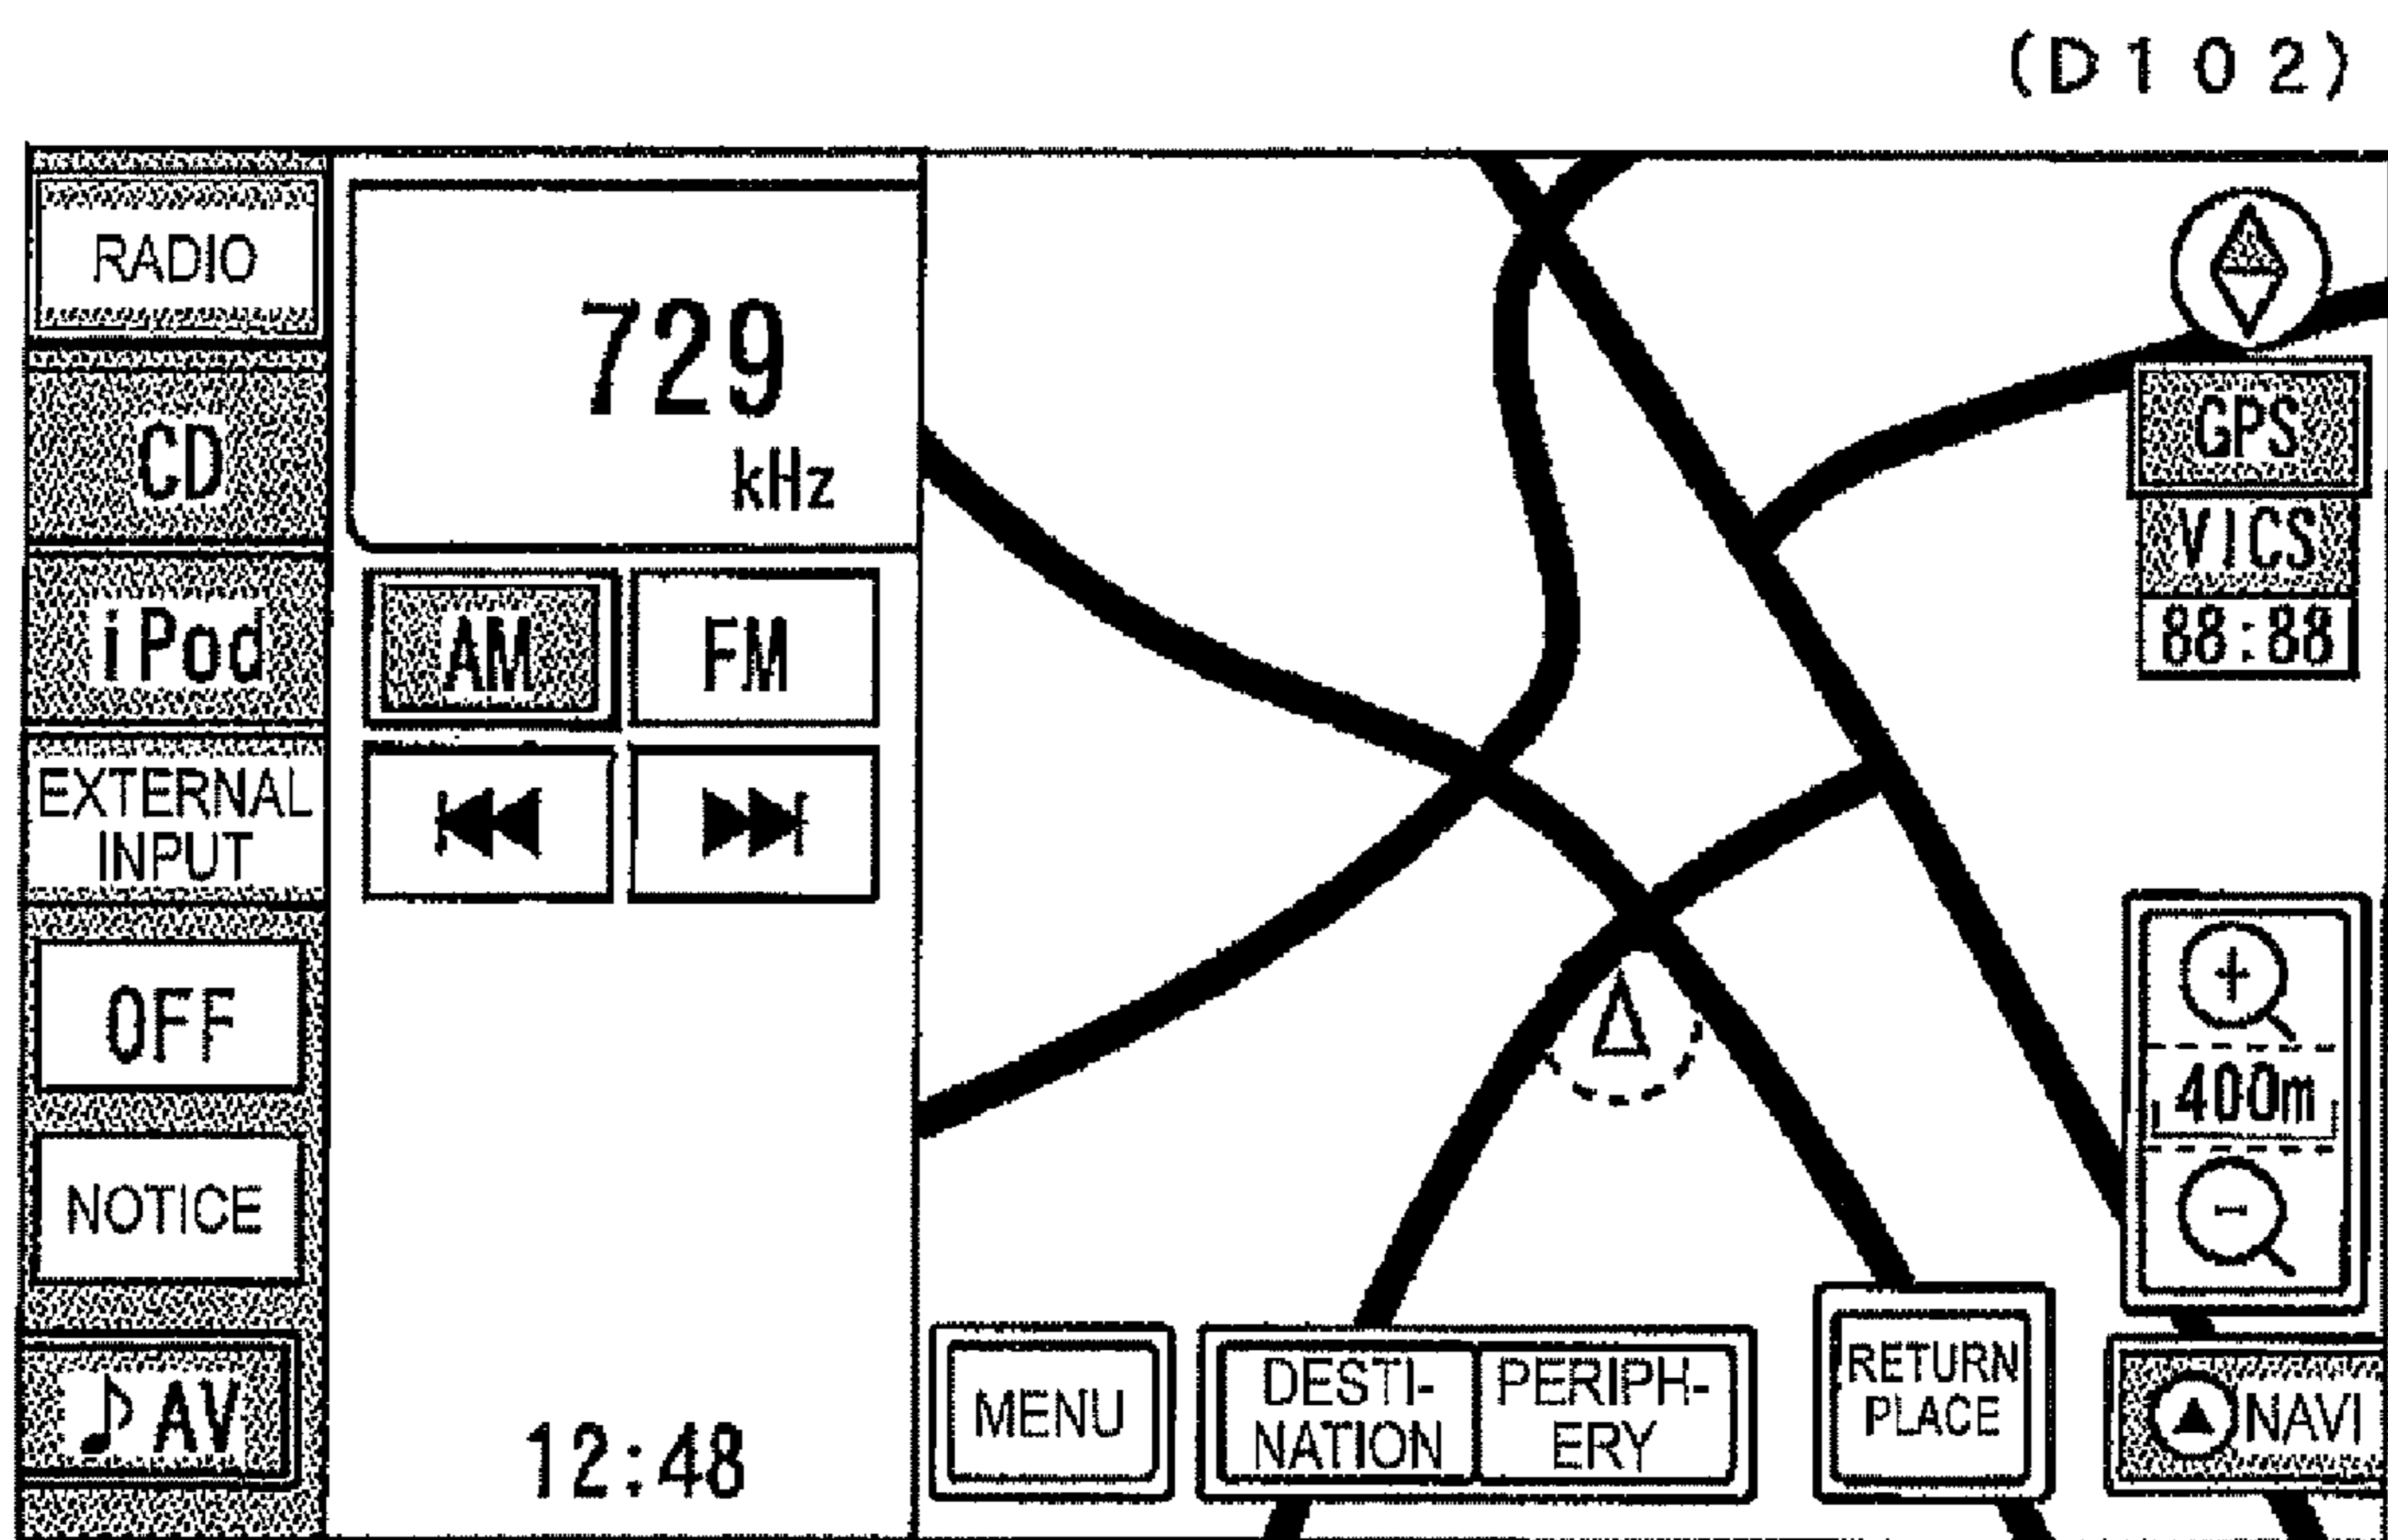 (D102)
RADIO
CD
iPod
EXTERNAL
INPUT
OFF
NOTICE
AV
729
kHz
AM
FM
12:48
GPS
VICS
88:88
+
400m
-
MENU
DESTI-
NATION
PERIPH-
ERY
RETURN
PLACE
NAVI